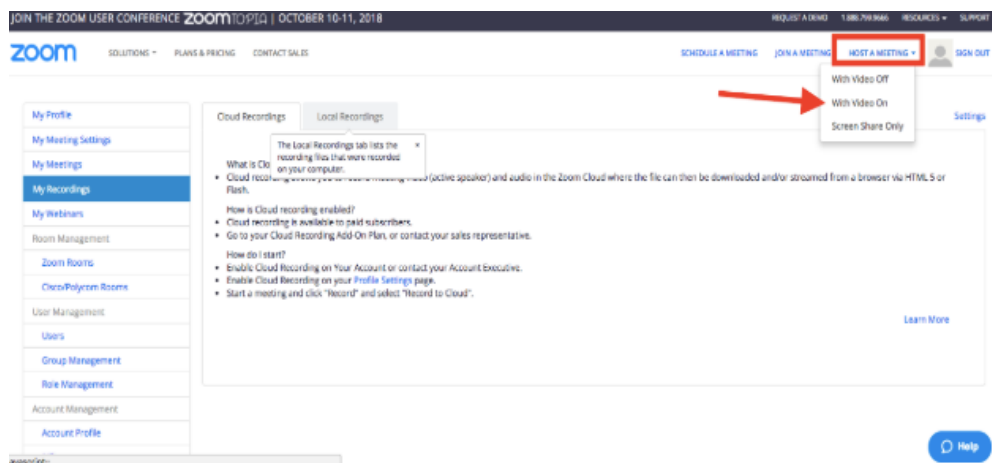 JOIN THE ZOOM USER CONFERENCE ZOOMTOPIA | OCTOBER 10-11, 2018
REQUEST A DEMO 1.888.799.9666 RESOURCES SUPPORT
zoom SOLUTIONS PLANS & PRICING CONTACT SALES
SCHEDULE A MEETING JOIN A MEETING HOST A MEETING SIGN OUT
With Video Off
With Video On
Screen Share Only
My Profile
My Meeting Settings
My Meetings
My Recordings
My Webinars
Room Management
Zoom Rooms
Cisco/Polycom Rooms
User Management
Users
Group Management
Role Management
Account Management
Account Profile
Cloud Recordings Local Recordings
Settings
The Local Recordings tab lists the ×
recording files that were recorded
on your computer.
What is Clo
• Cloud (active speaker) and audio in the Zoom Cloud where the file can then be downloaded and/or streamed from a browser via HTML 5 or
Flash.
How is Cloud recording enabled?
• Cloud recording is available to paid subscribers.
• Go to your Cloud Recording Add-On Plan, or contact your sales representative.
How do I start?
• Enable Cloud Recording on Your Account or contact your Account Executive.
• Enable Cloud Recording on your Profile Settings page.
• Start a meeting and click "Record" and select "Record to Cloud".
Learn More
Help